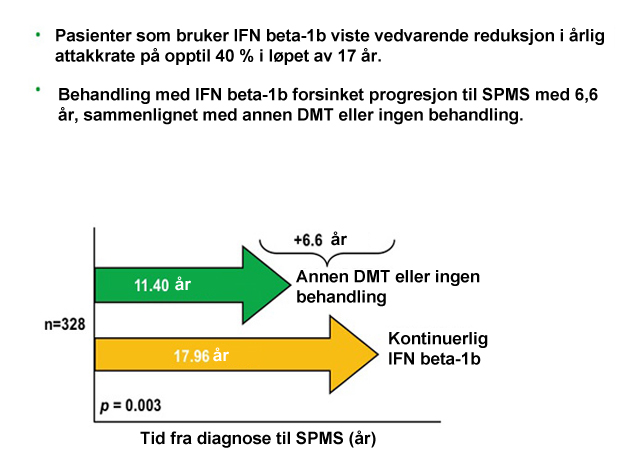 • Pasienter som bruker IFN beta-1b viste vedvarende reduksjon i årlig
attakkrate på opptil 40 % i løpet av 17 år.
• Behandling med IFN beta-1b forsinket progresjon til SPMS med 6,6
år, sammenlignet med annen DMT eller ingen behandling.
+6.6 år
11.40 år
Annen DMT eller ingen
behandling
n=328
17.96 år
Kontinuerlig
IFN beta-1b
p = 0.003
Tid fra diagnose til SPMS (år)